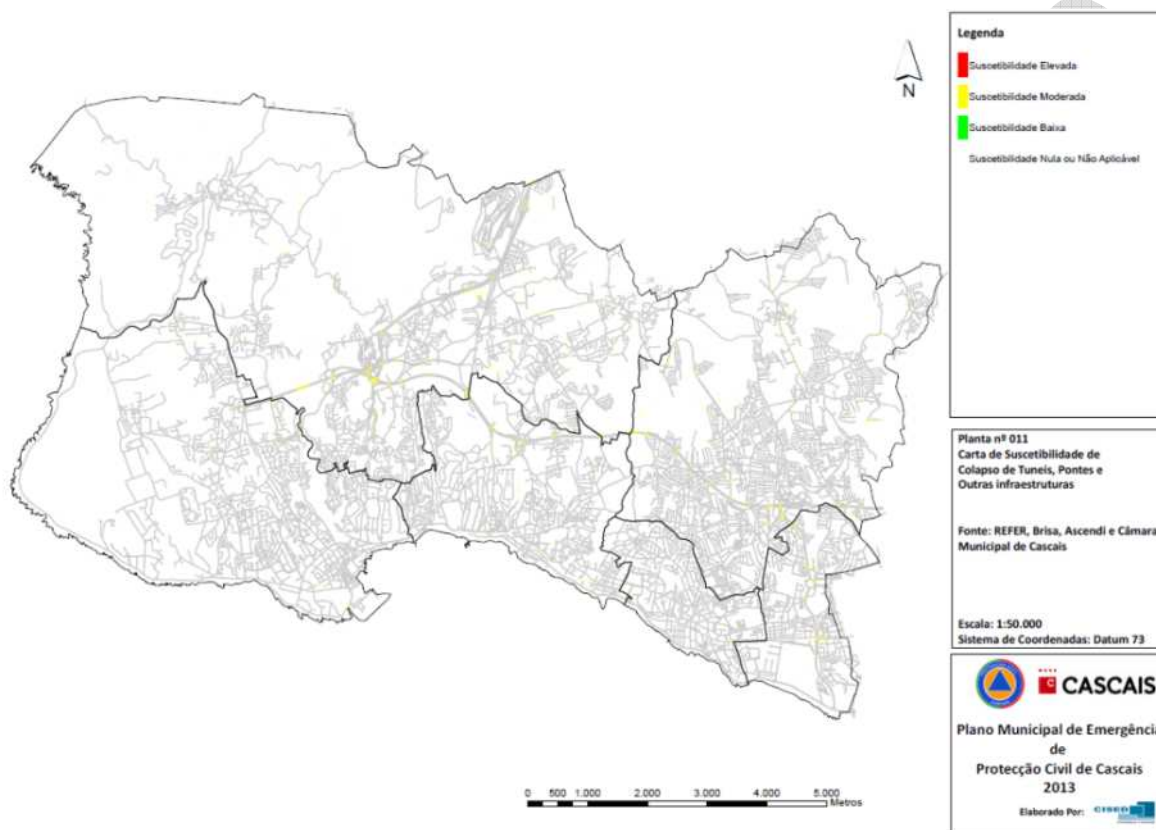 N
Legenda
Suscetibilidade Elevada
Suscetibilidade Moderada
Suscetibilidade Baixa
Suscetibilidade Nula ou Não Aplicável
Planta nº 011
Carta de Suscetibilidade de
Colapso de Tuneis, Pontes e
Outras infraestruturas
Fonte: REFER, Brisa, Ascendi e Câmara
Municipal de Cascais
Escala: 1:50.000
Sistema de Coordenadas: Datum 73
CASCAIS
Plano Municipal de Emergência
de
Protecção Civil de Cascais
2013
Elaborado Por:
0 500 1.000 2.000 3.000 4.000 5.000
Metros